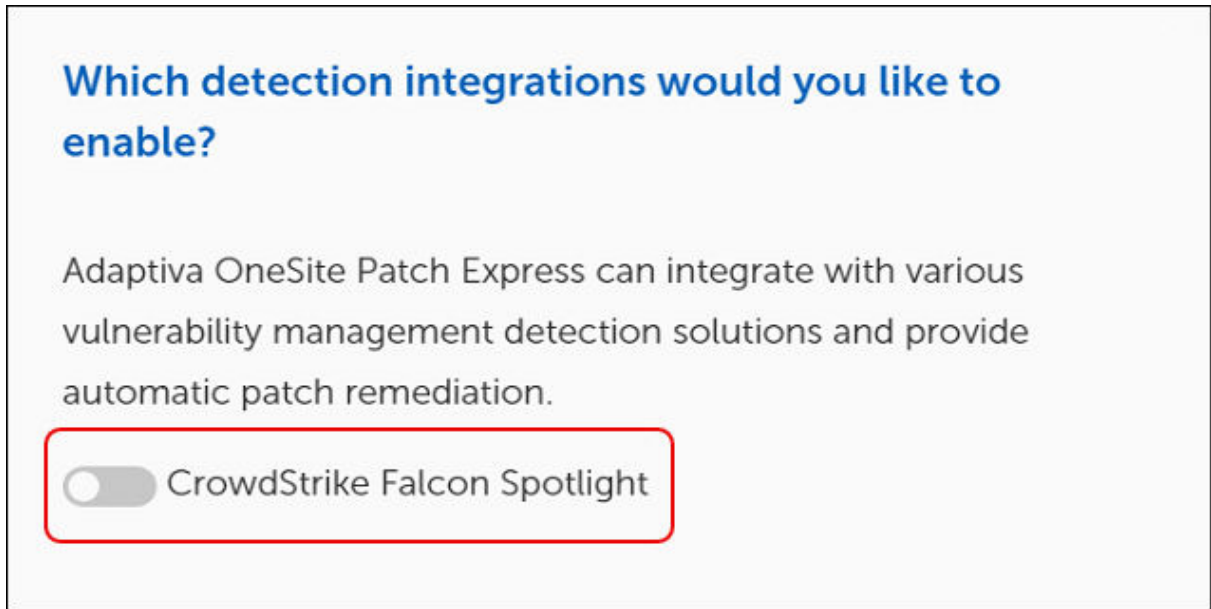 Which detection integrations would you like to
enable?
Adaptiva OneSite Patch Express can integrate with various
vulnerability management detection solutions and provide
automatic patch remediation.
CrowdStrike Falcon Spotlight